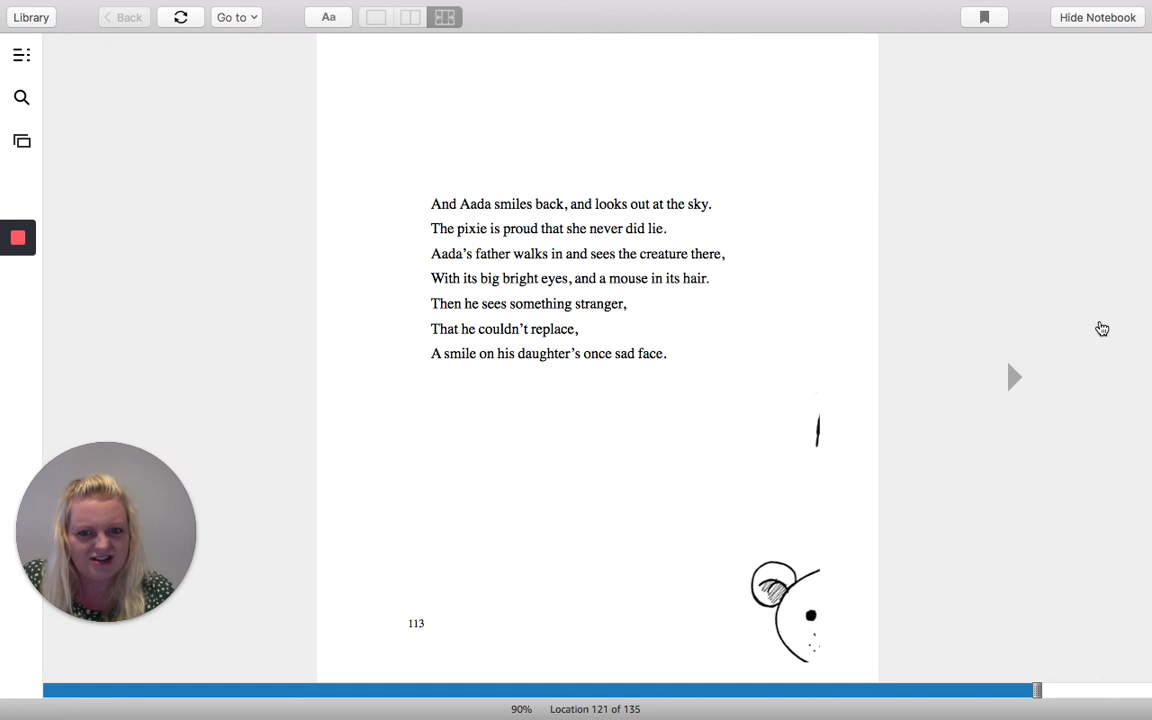 Library
Back
Go to
Aa
Hide Notebook
And Aada smiles back, and looks out at the sky.
The pixie is proud that she never did lie.
Aada’s father walks in and sees the creature there,
With its big bright eyes, and a mouse in its hair.
Then he sees something stranger,
That he couldn’t replace,
A smile on his daughter’s once sad face.
113
90% Location 121 of 135